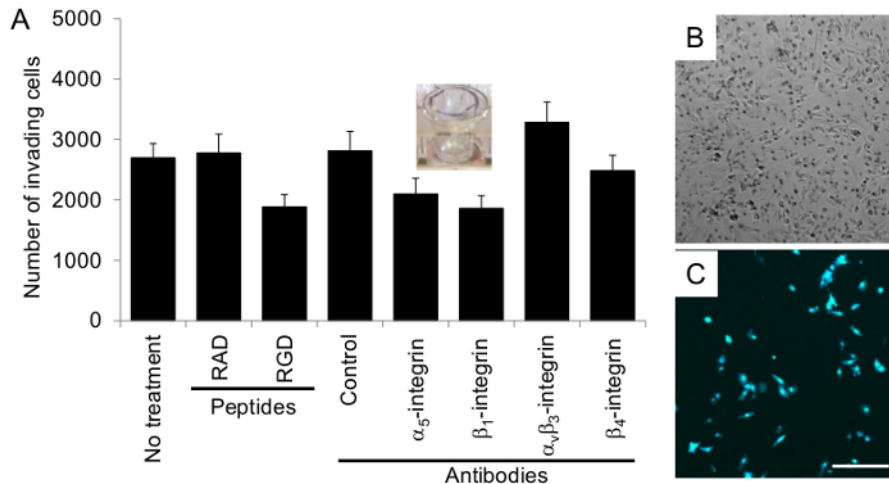 A
Number of invading cells
5000
4000
3000
2000
1000
0
No treatment
RAD
RGD
Control
α5-integrin
β1-integrin
αvβ3-integrin
β4-integrin
Peptides
Antibodies
B
C